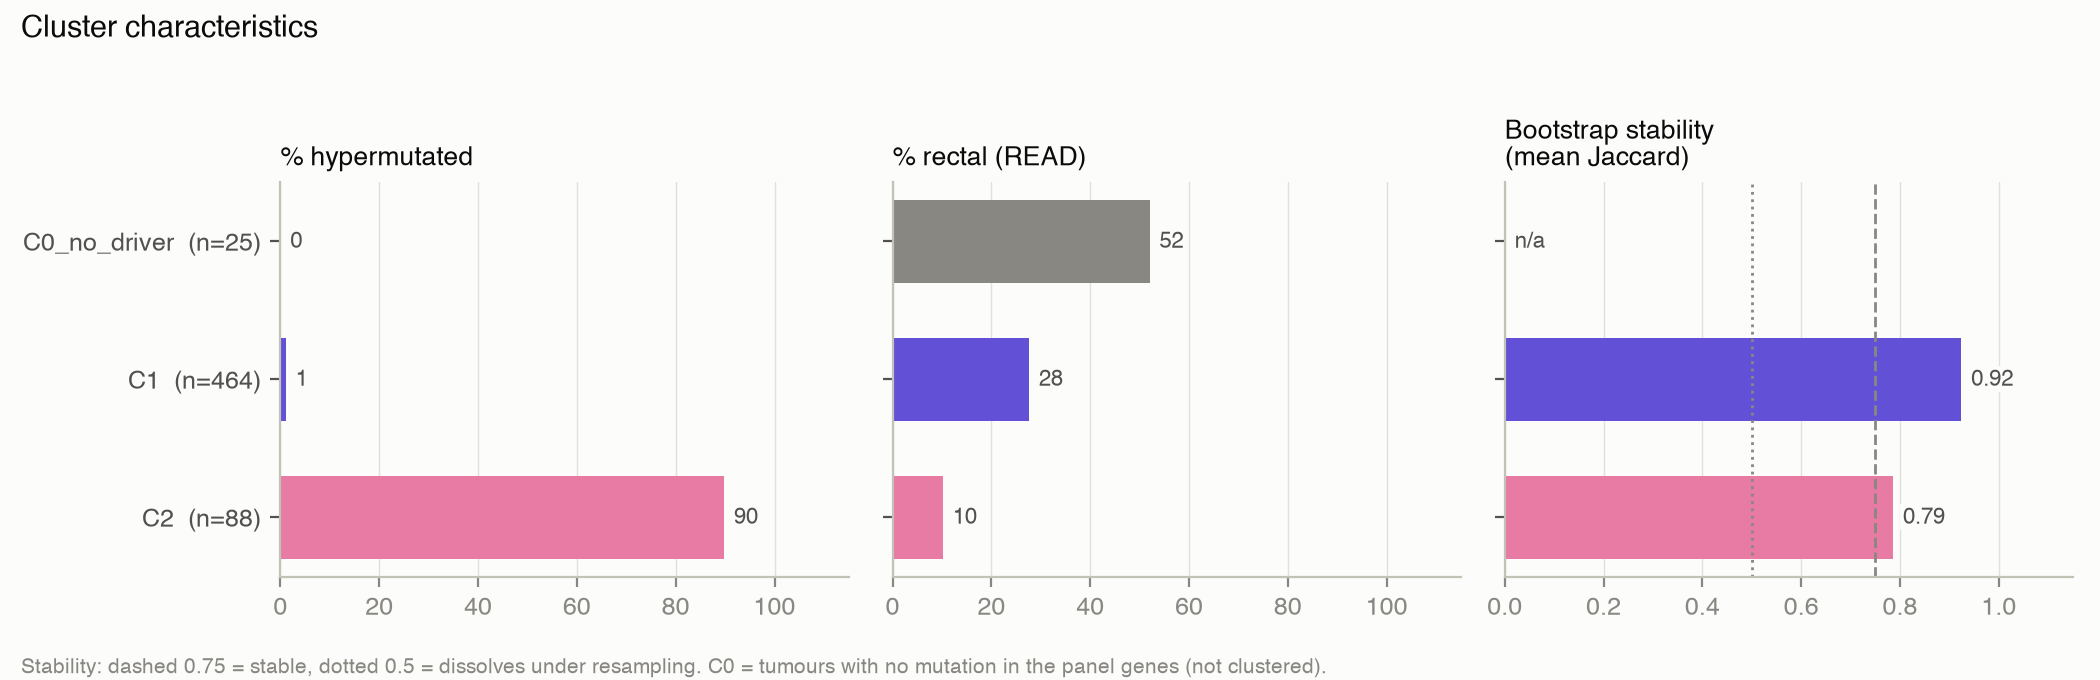 Cluster characteristics
% hypermutated
% rectal (READ)
Bootstrap stability
(mean Jaccard)
C0_no_driver (n=25)
0
52
n/a
C1 (n=464)
1
28
0.92
C2 (n=88)
90
10
0.79
0 20 40 60 80 100
0 20 40 60 80 100
0.0 0.2 0.4 0.6 0.8 1.0
Stability: dashed 0.75 = stable, dotted 0.5 = dissolves under resampling. C0 = tumours with no mutation in the panel genes (not clustered).